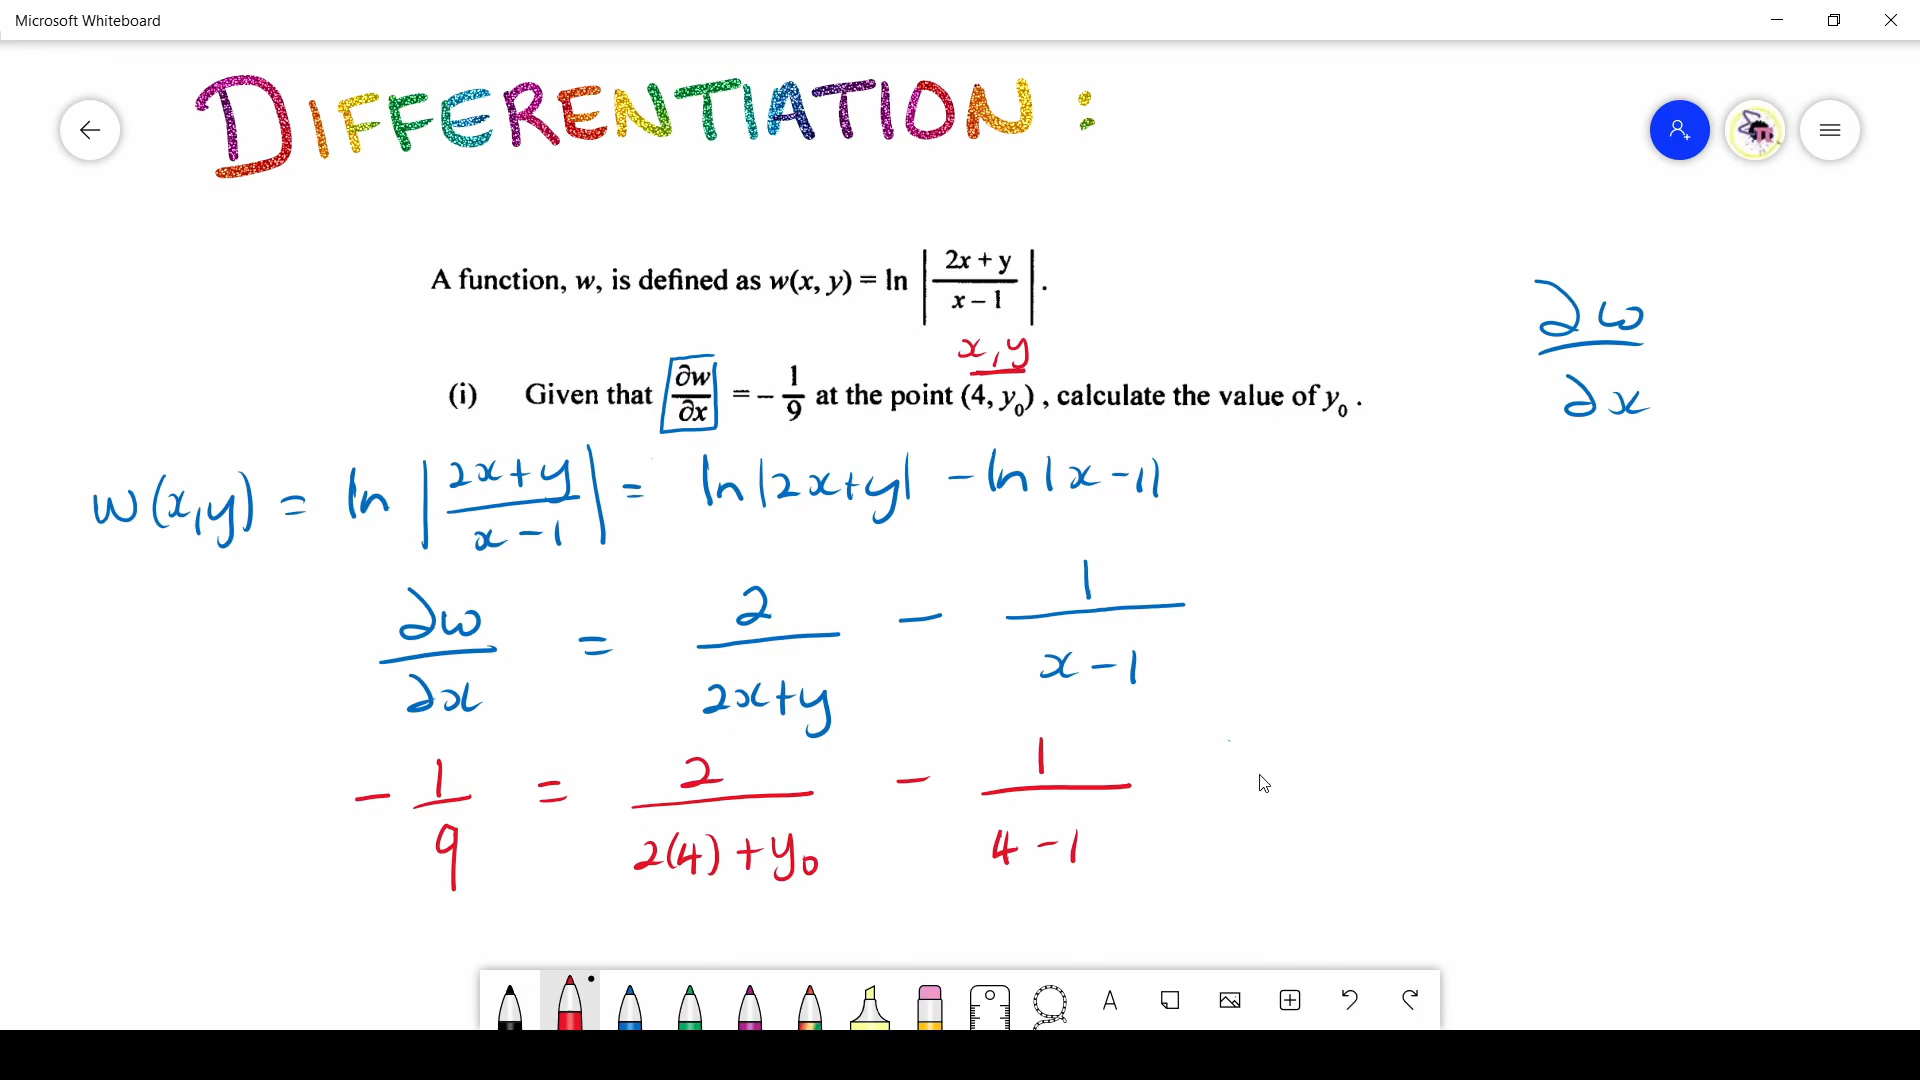 Microsoft Whiteboard
DIFFERENTIATION :
A function, w, is defined as w(x, y) = ln | (2x + y)/(x − 1) | .
x, y
(i) Given that ∂w/∂x = − 1/9 at the point (4, y₀) , calculate the value of y₀ .
∂w/∂x
w(x,y) = ln | (2x+y)/(x−1) | = ln|2x+y| − ln|x−1|
∂w/∂x = 2/(2x+y) − 1/(x−1)
− 1/9 = 2/(2(4)+y₀) − 1/(4−1)
A